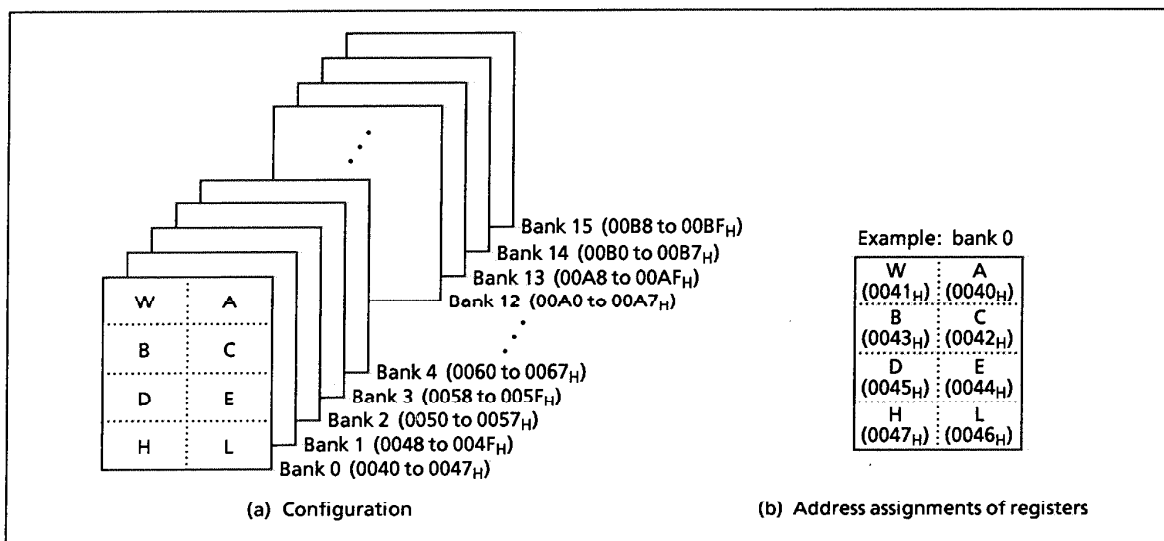 Bank 15 (00B8 to 00BFH)
Bank 14 (00B0 to 00B7H)
Bank 13 (00A8 to 00AFH)
Bank 12 (00A0 to 00A7H)
Bank 4 (0060 to 0067H)
Bank 3 (0058 to 005FH)
Bank 2 (0050 to 0057H)
Bank 1 (0048 to 004FH)
Bank 0 (0040 to 0047H)
W A
B C
D E
H L
(a) Configuration
Example: bank 0
W A
(0041H) (0040H)
B C
(0043H) (0042H)
D E
(0045H) (0044H)
H L
(0047H) (0046H)
(b) Address assignments of registers